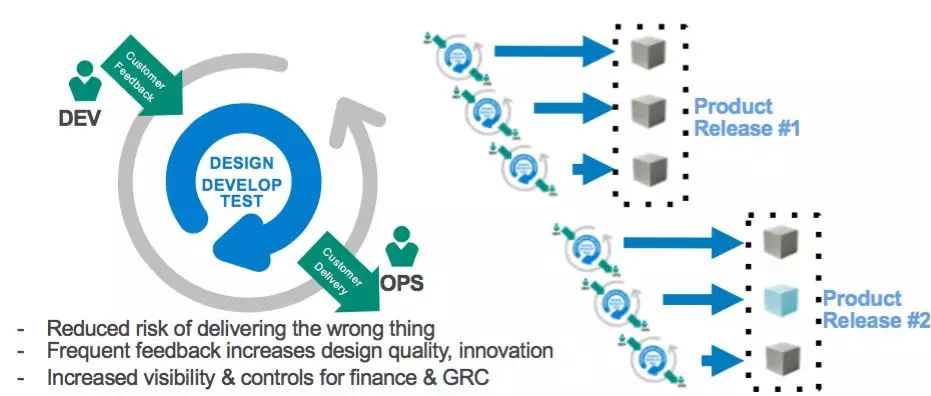 Customer
Feedback
DEV
DESIGN
DEVELOP
TEST
Customer
Delivery
OPS
- Reduced risk of delivering the wrong thing
- Frequent feedback increases design quality, innovation
- Increased visibility & controls for finance & GRC
Product
Release #1
Product
Release #2